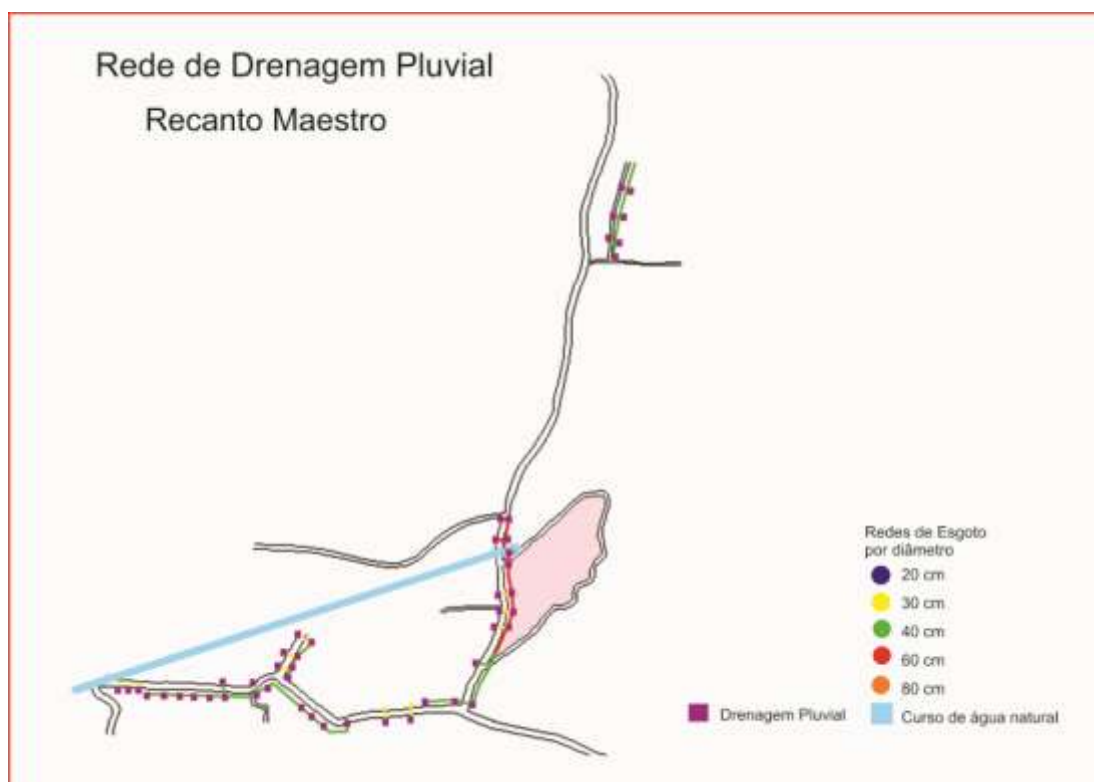 Rede de Drenagem Pluvial
Recanto Maestro
Redes de Esgoto
por diâmetro
20 cm
30 cm
40 cm
60 cm
80 cm
Drenagem Pluvial
Curso de água natural